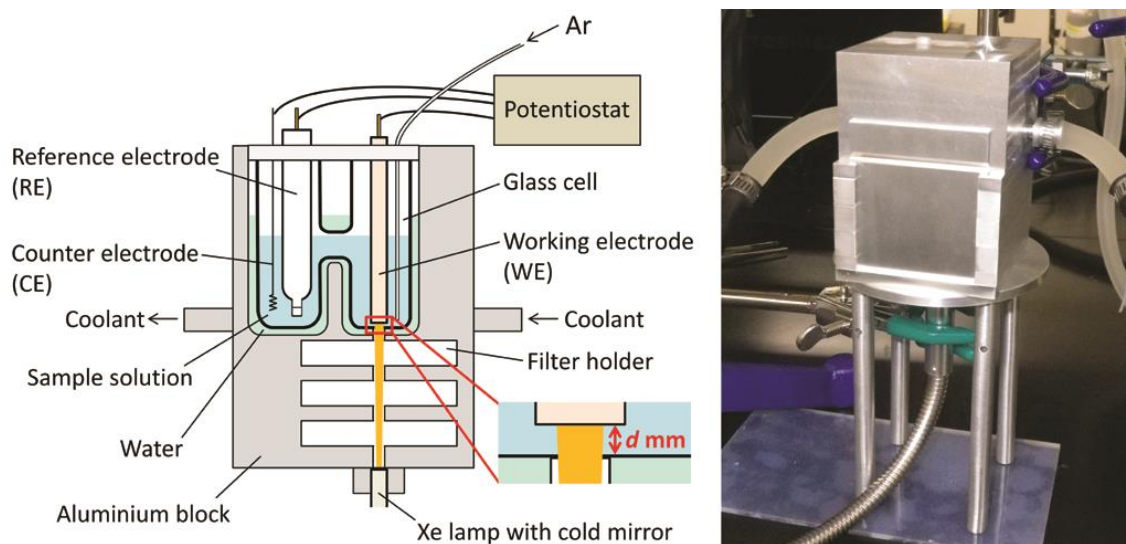 Ar
Potentiostat
Reference electrode
(RE)
Glass cell
Counter electrode
(CE)
Working electrode
(WE)
Coolant
Coolant
Sample solution
Filter holder
Water
d mm
Aluminium block
Xe lamp with cold mirror